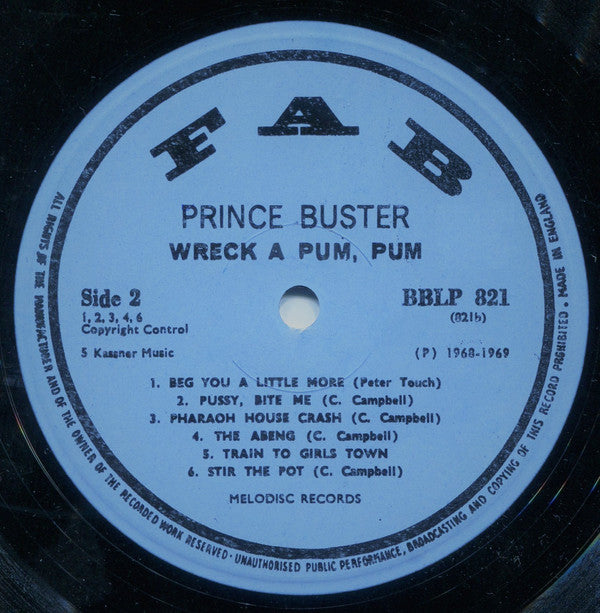 FAB
PRINCE BUSTER
WRECK A PUM, PUM
Side 2
1, 2, 3, 4, 6
Copyright Control
5 Kassner Music
BBLP 821
(821b)
(P) 1968-1969
1. BEG YOU A LITTLE MORE (Peter Touch)
2. PUSSY, BITE ME (C. Campbell)
3. PHARAOH HOUSE CRASH (C. Campbell)
4. THE ABENG (C. Campbell)
5. TRAIN TO GIRLS TOWN
6. STIR THE POT (C. Campbell)
MELODISC RECORDS
ALL RIGHTS OF THE MANUFACTURER AND OF THE OWNER OF THE RECORDED WORK RESERVED · UNAUTHORISED PUBLIC PERFORMANCE, BROADCASTING AND COPYING OF THIS RECORD PROHIBITED · MADE IN ENGLAND